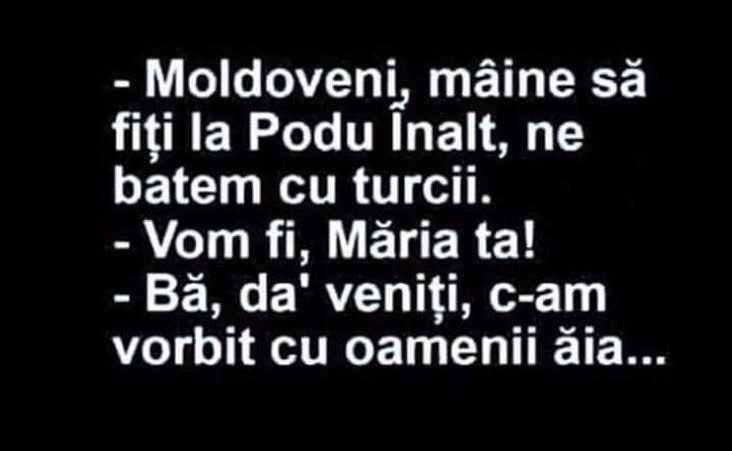 - Moldoveni, mâine să
fiți la Podu Înalt, ne
batem cu turcii.
- Vom fi, Măria ta!
- Bă, da' veniți, c-am
vorbit cu oamenii ăia...